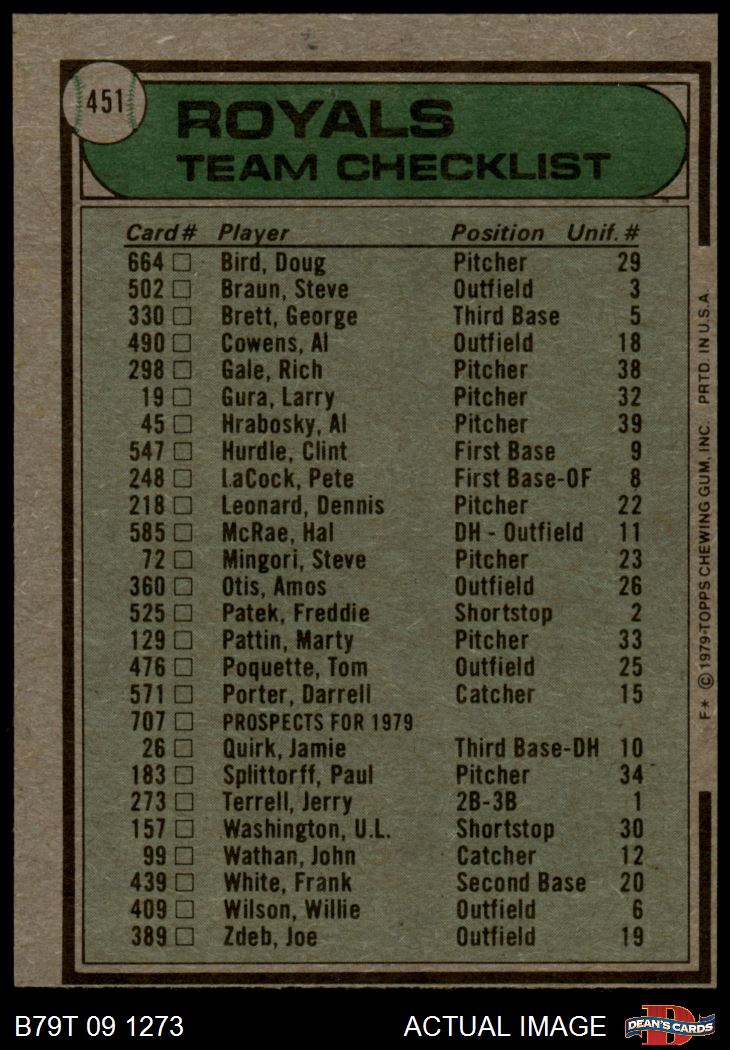 451
ROYALS
TEAM CHECKLIST
Card # Player Position Unif. #
664 □ Bird, Doug Pitcher 29
502 □ Braun, Steve Outfield 3
330 □ Brett, George Third Base 5
490 □ Cowens, Al Outfield 18
298 □ Gale, Rich Pitcher 38
19 □ Gura, Larry Pitcher 32
45 □ Hrabosky, Al Pitcher 39
547 □ Hurdle, Clint First Base 9
248 □ LaCock, Pete First Base-OF 8
218 □ Leonard, Dennis Pitcher 22
585 □ McRae, Hal DH - Outfield 11
72 □ Mingori, Steve Pitcher 23
360 □ Otis, Amos Outfield 26
525 □ Patek, Freddie Shortstop 2
129 □ Pattin, Marty Pitcher 33
476 □ Poquette, Tom Outfield 25
571 □ Porter, Darrell Catcher 15
707 □ PROSPECTS FOR 1979
26 □ Quirk, Jamie Third Base-DH 10
183 □ Splittorff, Paul Pitcher 34
273 □ Terrell, Jerry 2B-3B 1
157 □ Washington, U.L. Shortstop 30
99 □ Wathan, John Catcher 12
439 □ White, Frank Second Base 20
409 □ Wilson, Willie Outfield 6
389 □ Zdeb, Joe Outfield 19
F* © 1979-TOPPS CHEWING GUM, INC. PRTD. IN U.S.A.
B79T 09 1273 ACTUAL IMAGE
D
DEAN'S CARDS